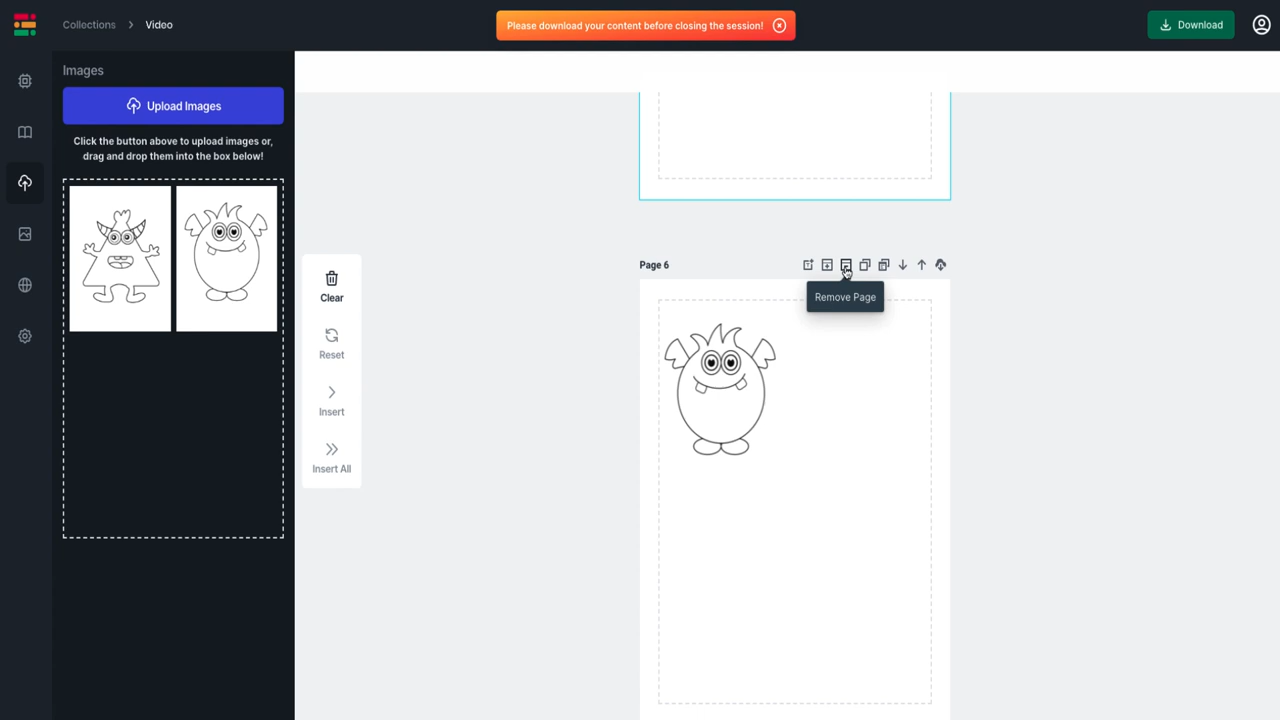 Collections > Video
Please download your content before closing the session!
Download
Images
Upload Images
Click the button above to upload images or,
drag and drop them into the box below!
Clear
Reset
Insert
Insert All
Page 6
Remove Page